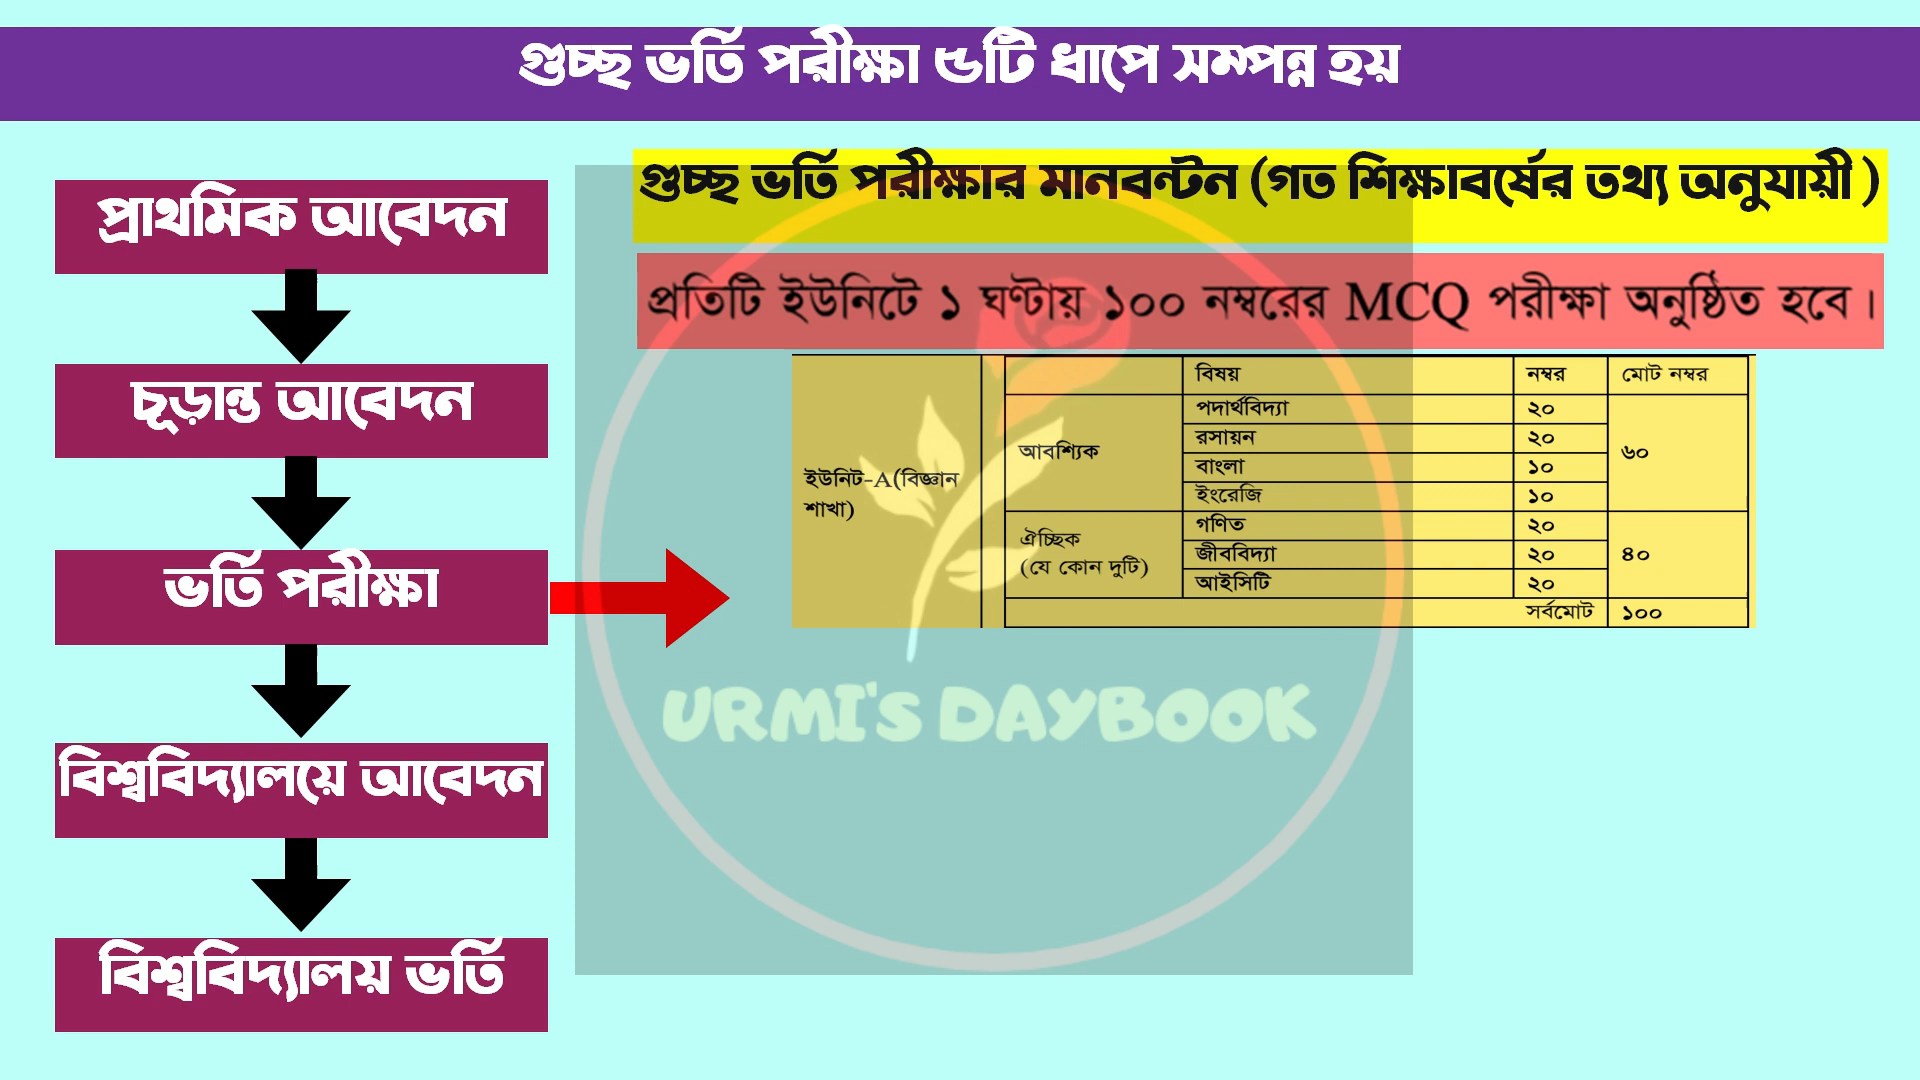 গুচ্ছ ভর্তি পরীক্ষা ৫টি ধাপে সম্পন্ন হয়
প্রাথমিক আবেদন
চূড়ান্ত আবেদন
ভর্তি পরীক্ষা
বিশ্ববিদ্যালয়ে আবেদন
বিশ্ববিদ্যালয় ভর্তি
গুচ্ছ ভর্তি পরীক্ষার মানবন্টন (গত শিক্ষাবর্ষের তথ্য অনুযায়ী )
প্রতিটি ইউনিটে ১ ঘণ্টায় ১০০ নম্বরের MCQ পরীক্ষা অনুষ্ঠিত হবে।
ইউনিট-A(বিজ্ঞান
শাখা)
বিষয় নম্বর মোট নম্বর
আবশ্যিক
পদার্থবিদ্যা ২০
রসায়ন ২০
বাংলা ১০
ইংরেজি ১০
৬০
ঐচ্ছিক
(যে কোন দুটি)
গণিত ২০
জীববিদ্যা ২০
আইসিটি ২০
৪০
সর্বমোট ১০০
URMI'S DAYBOOK